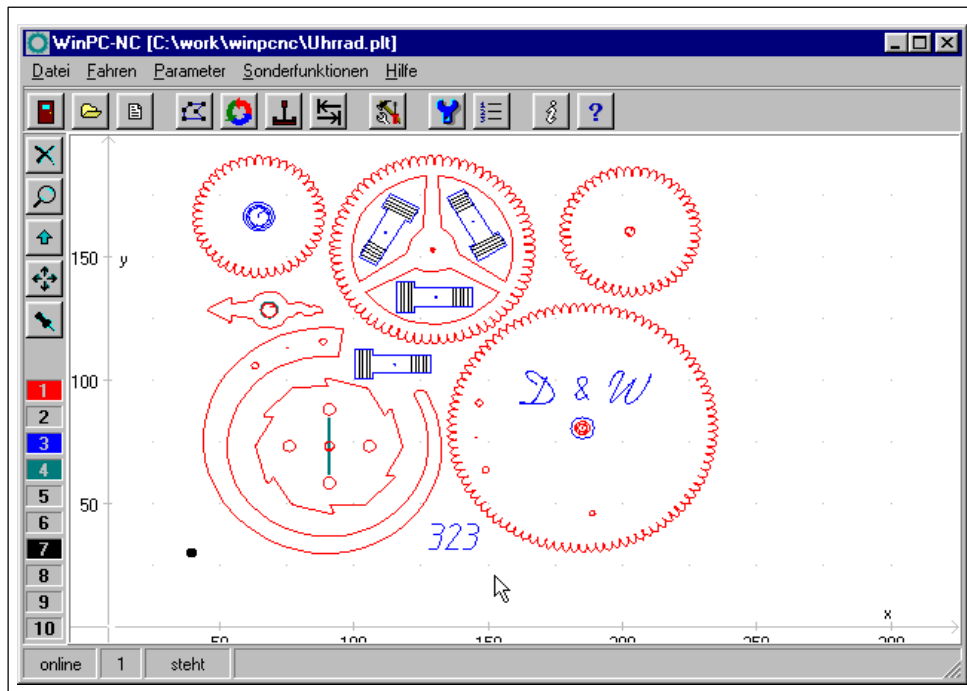 WinPC-NC [C:\work\winpcnc\Uhrrad.plt]
Datei Fahren Parameter Sonderfunktionen Hilfe
150 y
100
50
D & W
323
x
50 100 150 200 250 300
1
2
3
4
5
6
7
8
9
10
online 1 steht